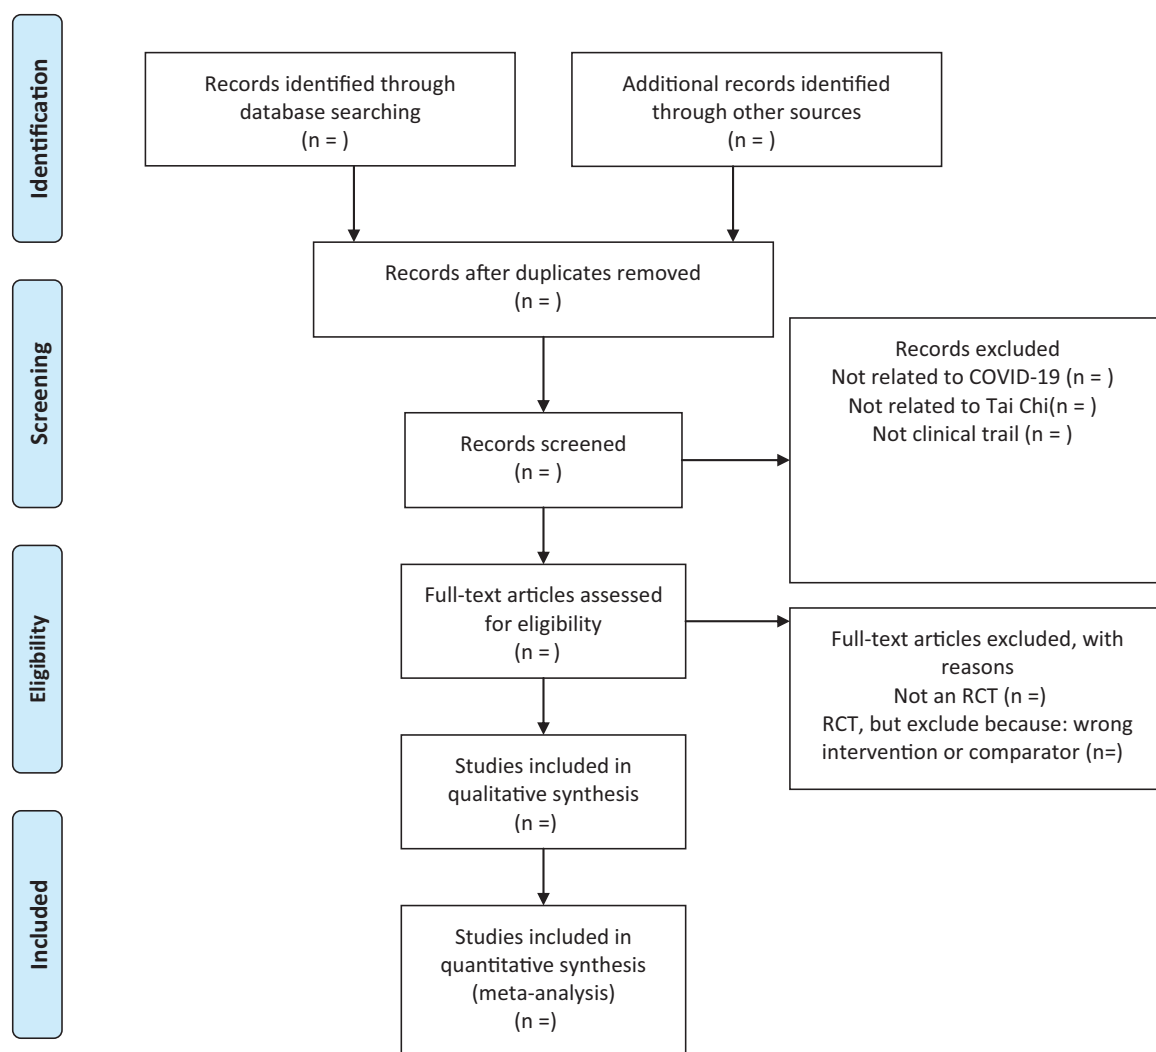 Identification
Records identified through
database searching
(n = )
Additional records identified
through other sources
(n = )
Records after duplicates removed
(n = )
Screening
Records screened
(n = )
Records excluded
Not related to COVID-19 (n = )
Not related to Tai Chi(n = )
Not clinical trail (n = )
Eligibility
Full-text articles assessed
for eligibility
(n = )
Full-text articles excluded, with
reasons
Not an RCT (n =)
RCT, but exclude because: wrong
intervention or comparator (n=)
Studies included in
qualitative synthesis
(n =)
Included
Studies included in
quantitative synthesis
(meta-analysis)
(n =)